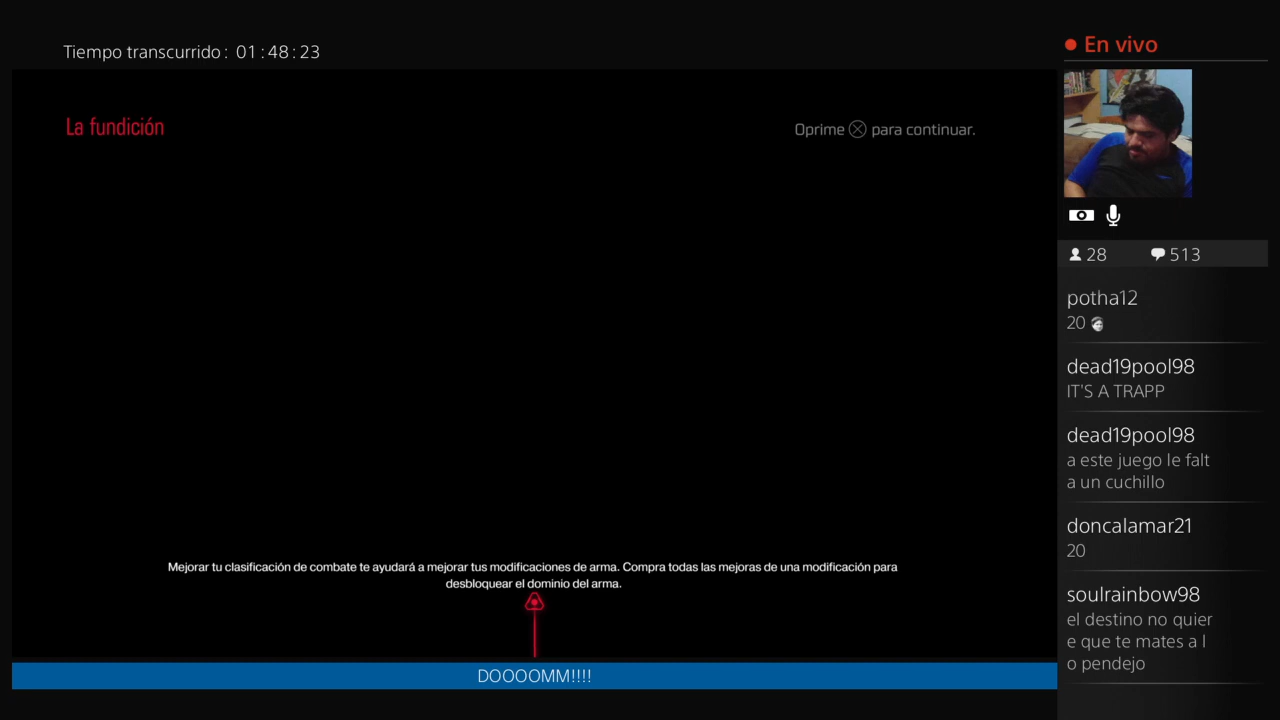 Tiempo transcurrido: 01:48:23
En vivo
La fundición
Oprime ⊗ para continuar.
28 513
potha12
20
dead19pool98
IT'S A TRAPP
dead19pool98
a este juego le falt
a un cuchillo
doncalamar21
20
soulrainbow98
el destino no quier
e que te mates a l
o pendejo
Mejorar tu clasificación de combate te ayudará a mejorar tus modificaciones de arma. Compra todas las mejoras de una modificación para
desbloquear el dominio del arma.
DOOOOMM!!!!